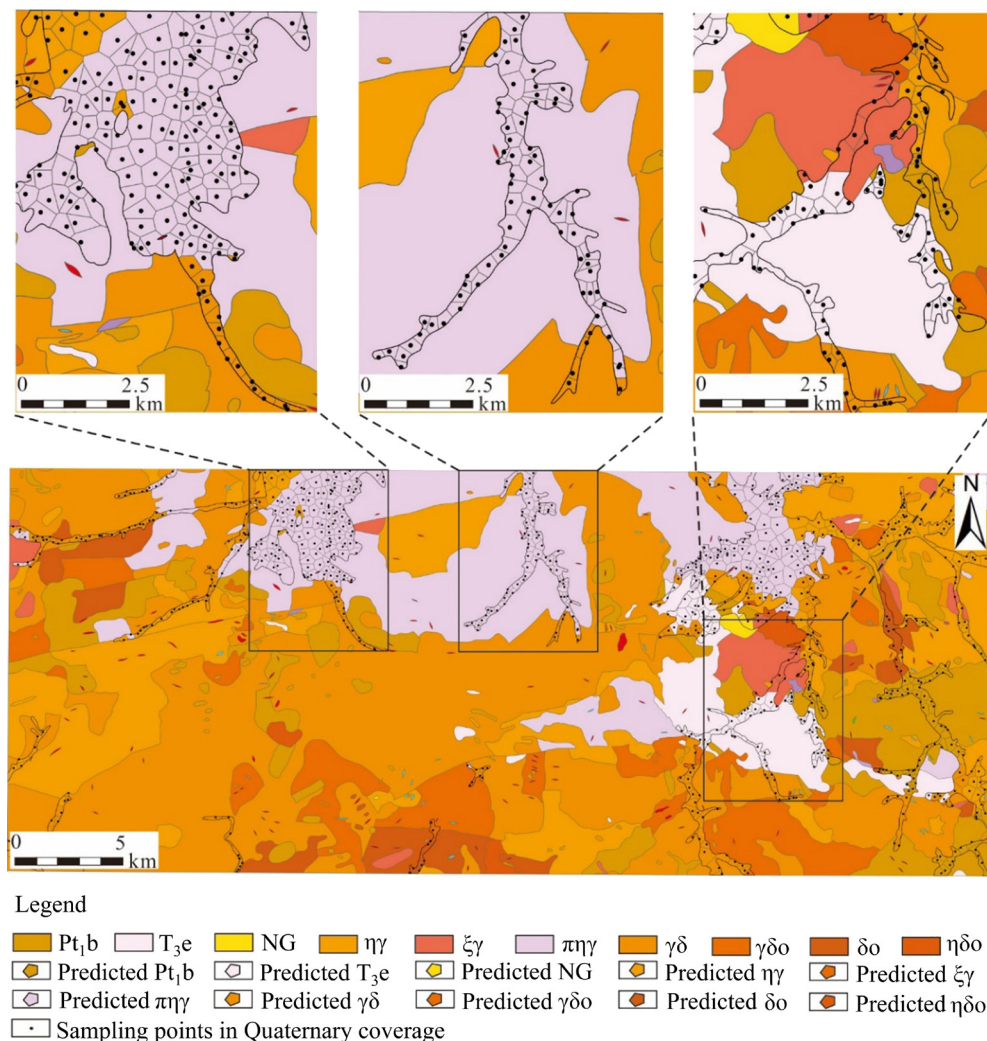 0 2.5
km
0 2.5
km
0 2.5
km
N
0 5
km
Legend
Pt₁b T₃e NG ηγ ξγ πηγ γδ γδο δο ηδο
Predicted Pt₁b Predicted T₃e Predicted NG Predicted ηγ Predicted ξγ
Predicted πηγ Predicted γδ Predicted γδο Predicted δο Predicted ηδο
Sampling points in Quaternary coverage